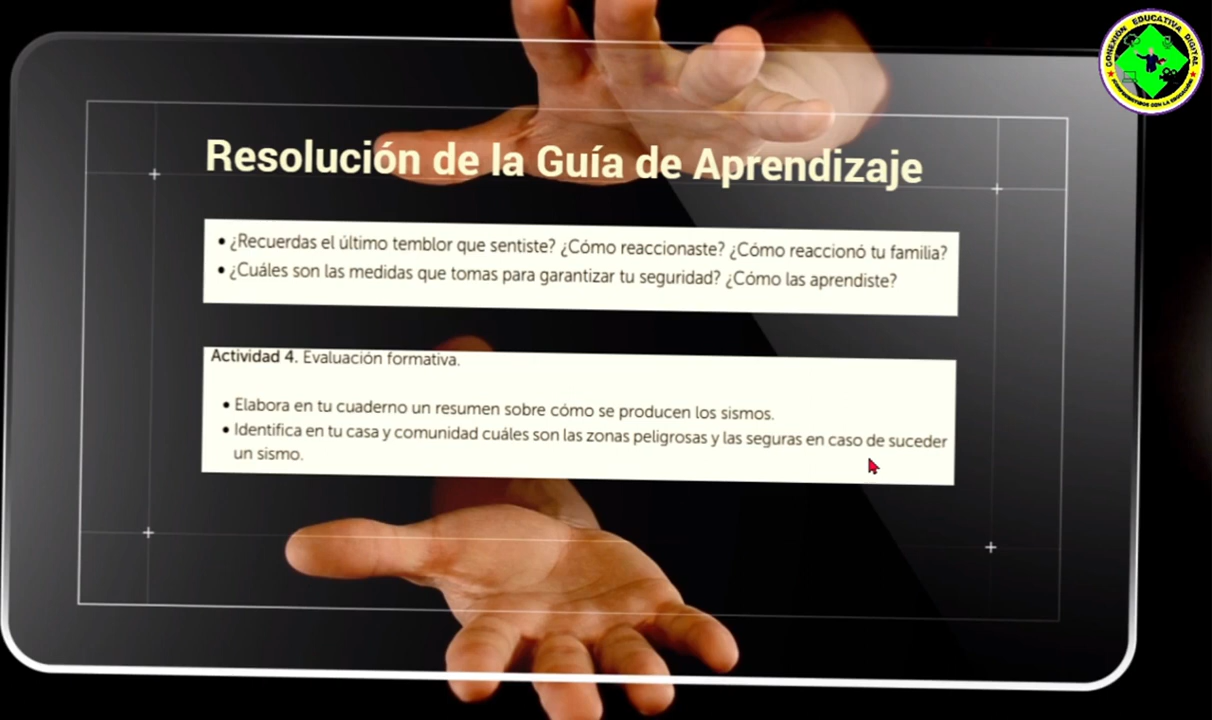 Resolución de la Guía de Aprendizaje
• ¿Recuerdas el último temblor que sentiste? ¿Cómo reaccionaste? ¿Cómo reaccionó tu familia?
• ¿Cuáles son las medidas que tomas para garantizar tu seguridad? ¿Cómo las aprendiste?
Actividad 4. Evaluación formativa.
• Elabora en tu cuaderno un resumen sobre cómo se producen los sismos.
• Identifica en tu casa y comunidad cuáles son las zonas peligrosas y las seguras en caso de suceder
un sismo.
CONEXIÓN EDUCATIVA DIGITAL